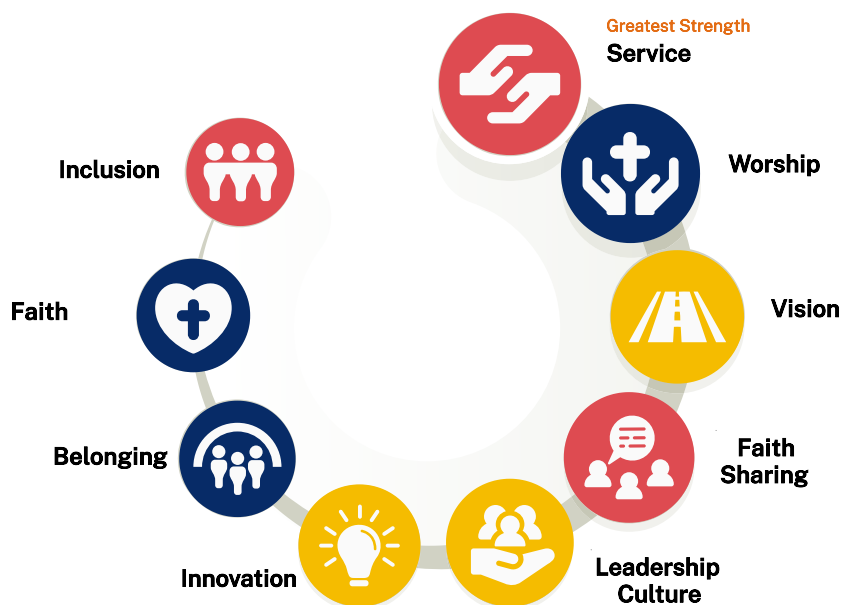 Greatest Strength
Service
Worship
Vision
Faith
Sharing
Leadership
Culture
Innovation
Belonging
Faith
Inclusion